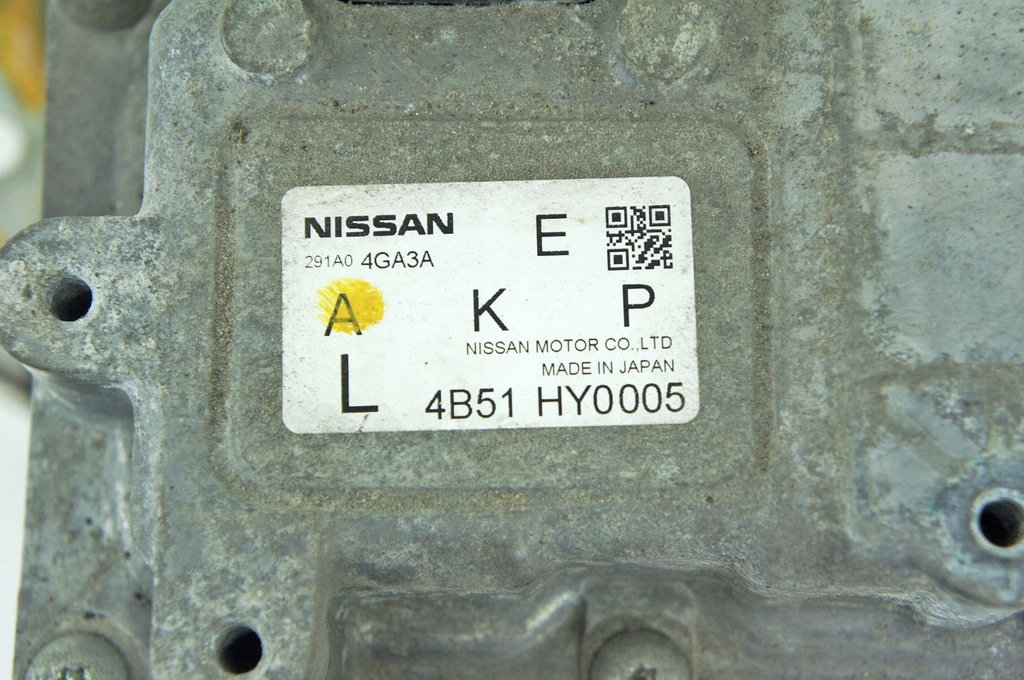 NISSAN E
291A0 4GA3A
A K P
NISSAN MOTOR CO.,LTD
MADE IN JAPAN
L 4B51 HY0005